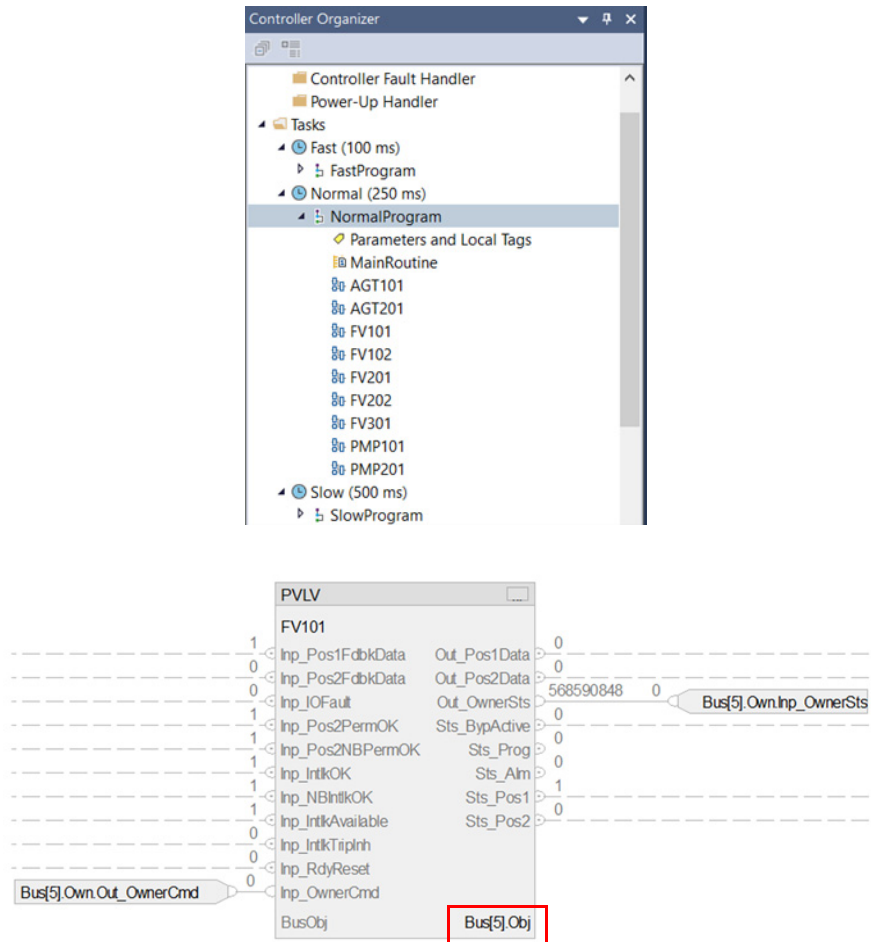 Controller Organizer
Controller Fault Handler
Power-Up Handler
Tasks
Fast (100 ms)
FastProgram
Normal (250 ms)
NormalProgram
Parameters and Local Tags
MainRoutine
AGT101
AGT201
FV101
FV102
FV201
FV202
FV301
PMP101
PMP201
Slow (500 ms)
SlowProgram
PVLV ...
FV101
1 Inp_Pos1FdbkData Out_Pos1Data 0
0 Inp_Pos2FdbkData Out_Pos2Data 0
0 Inp_IOFault Out_OwnerSts 568590848 0 Bus[5].Own.Inp_OwnerSts
1 Inp_Pos2PermOK Sts_BypActive 0
1 Inp_Pos2NBPermOK Sts_Prog 0
1 Inp_IntlkOK Sts_Alm 0
1 Inp_NBIntlkOK Sts_Pos1 1
1 Inp_IntlkAvailable Sts_Pos2 0
0 Inp_IntlkTripInh
0 Inp_RdyReset
Bus[5].Own.Out_OwnerCmd 0 Inp_OwnerCmd
BusObj Bus[5].Obj